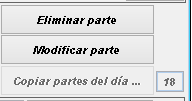 Eliminar parte
Modificar parte
Copiar partes del día ... 18